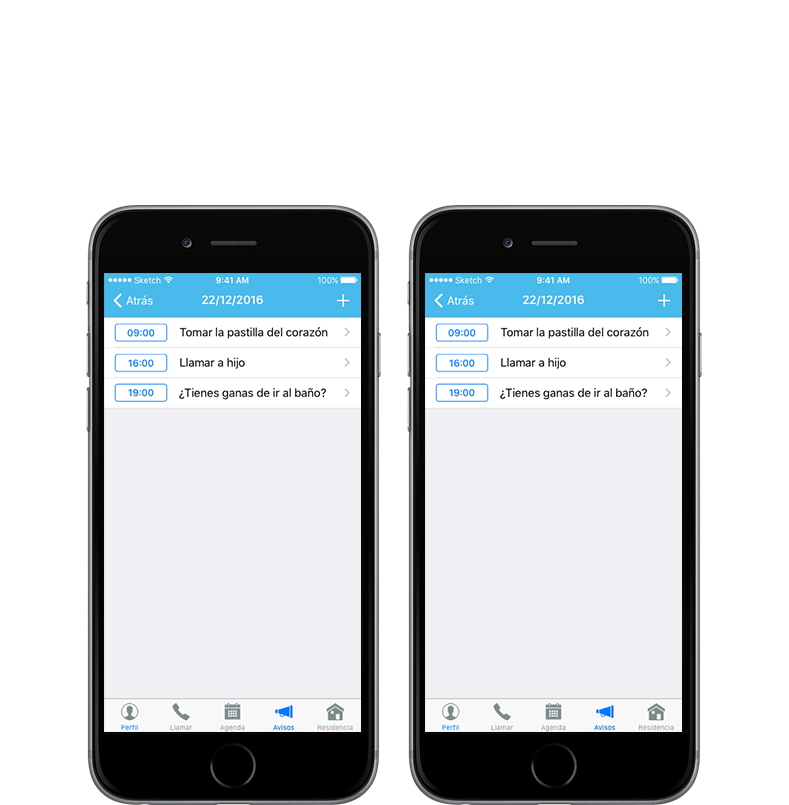 Sketch 9:41 AM 100%
Atrás 22/12/2016 +
09:00 Tomar la pastilla del corazón
16:00 Llamar a hijo
19:00 ¿Tienes ganas de ir al baño?
Perfil Llamar Agenda Avisos Residencia
Sketch 9:41 AM 100%
Atrás 22/12/2016 +
09:00 Tomar la pastilla del corazón
16:00 Llamar a hijo
19:00 ¿Tienes ganas de ir al baño?
Perfil Llamar Agenda Avisos Residencia